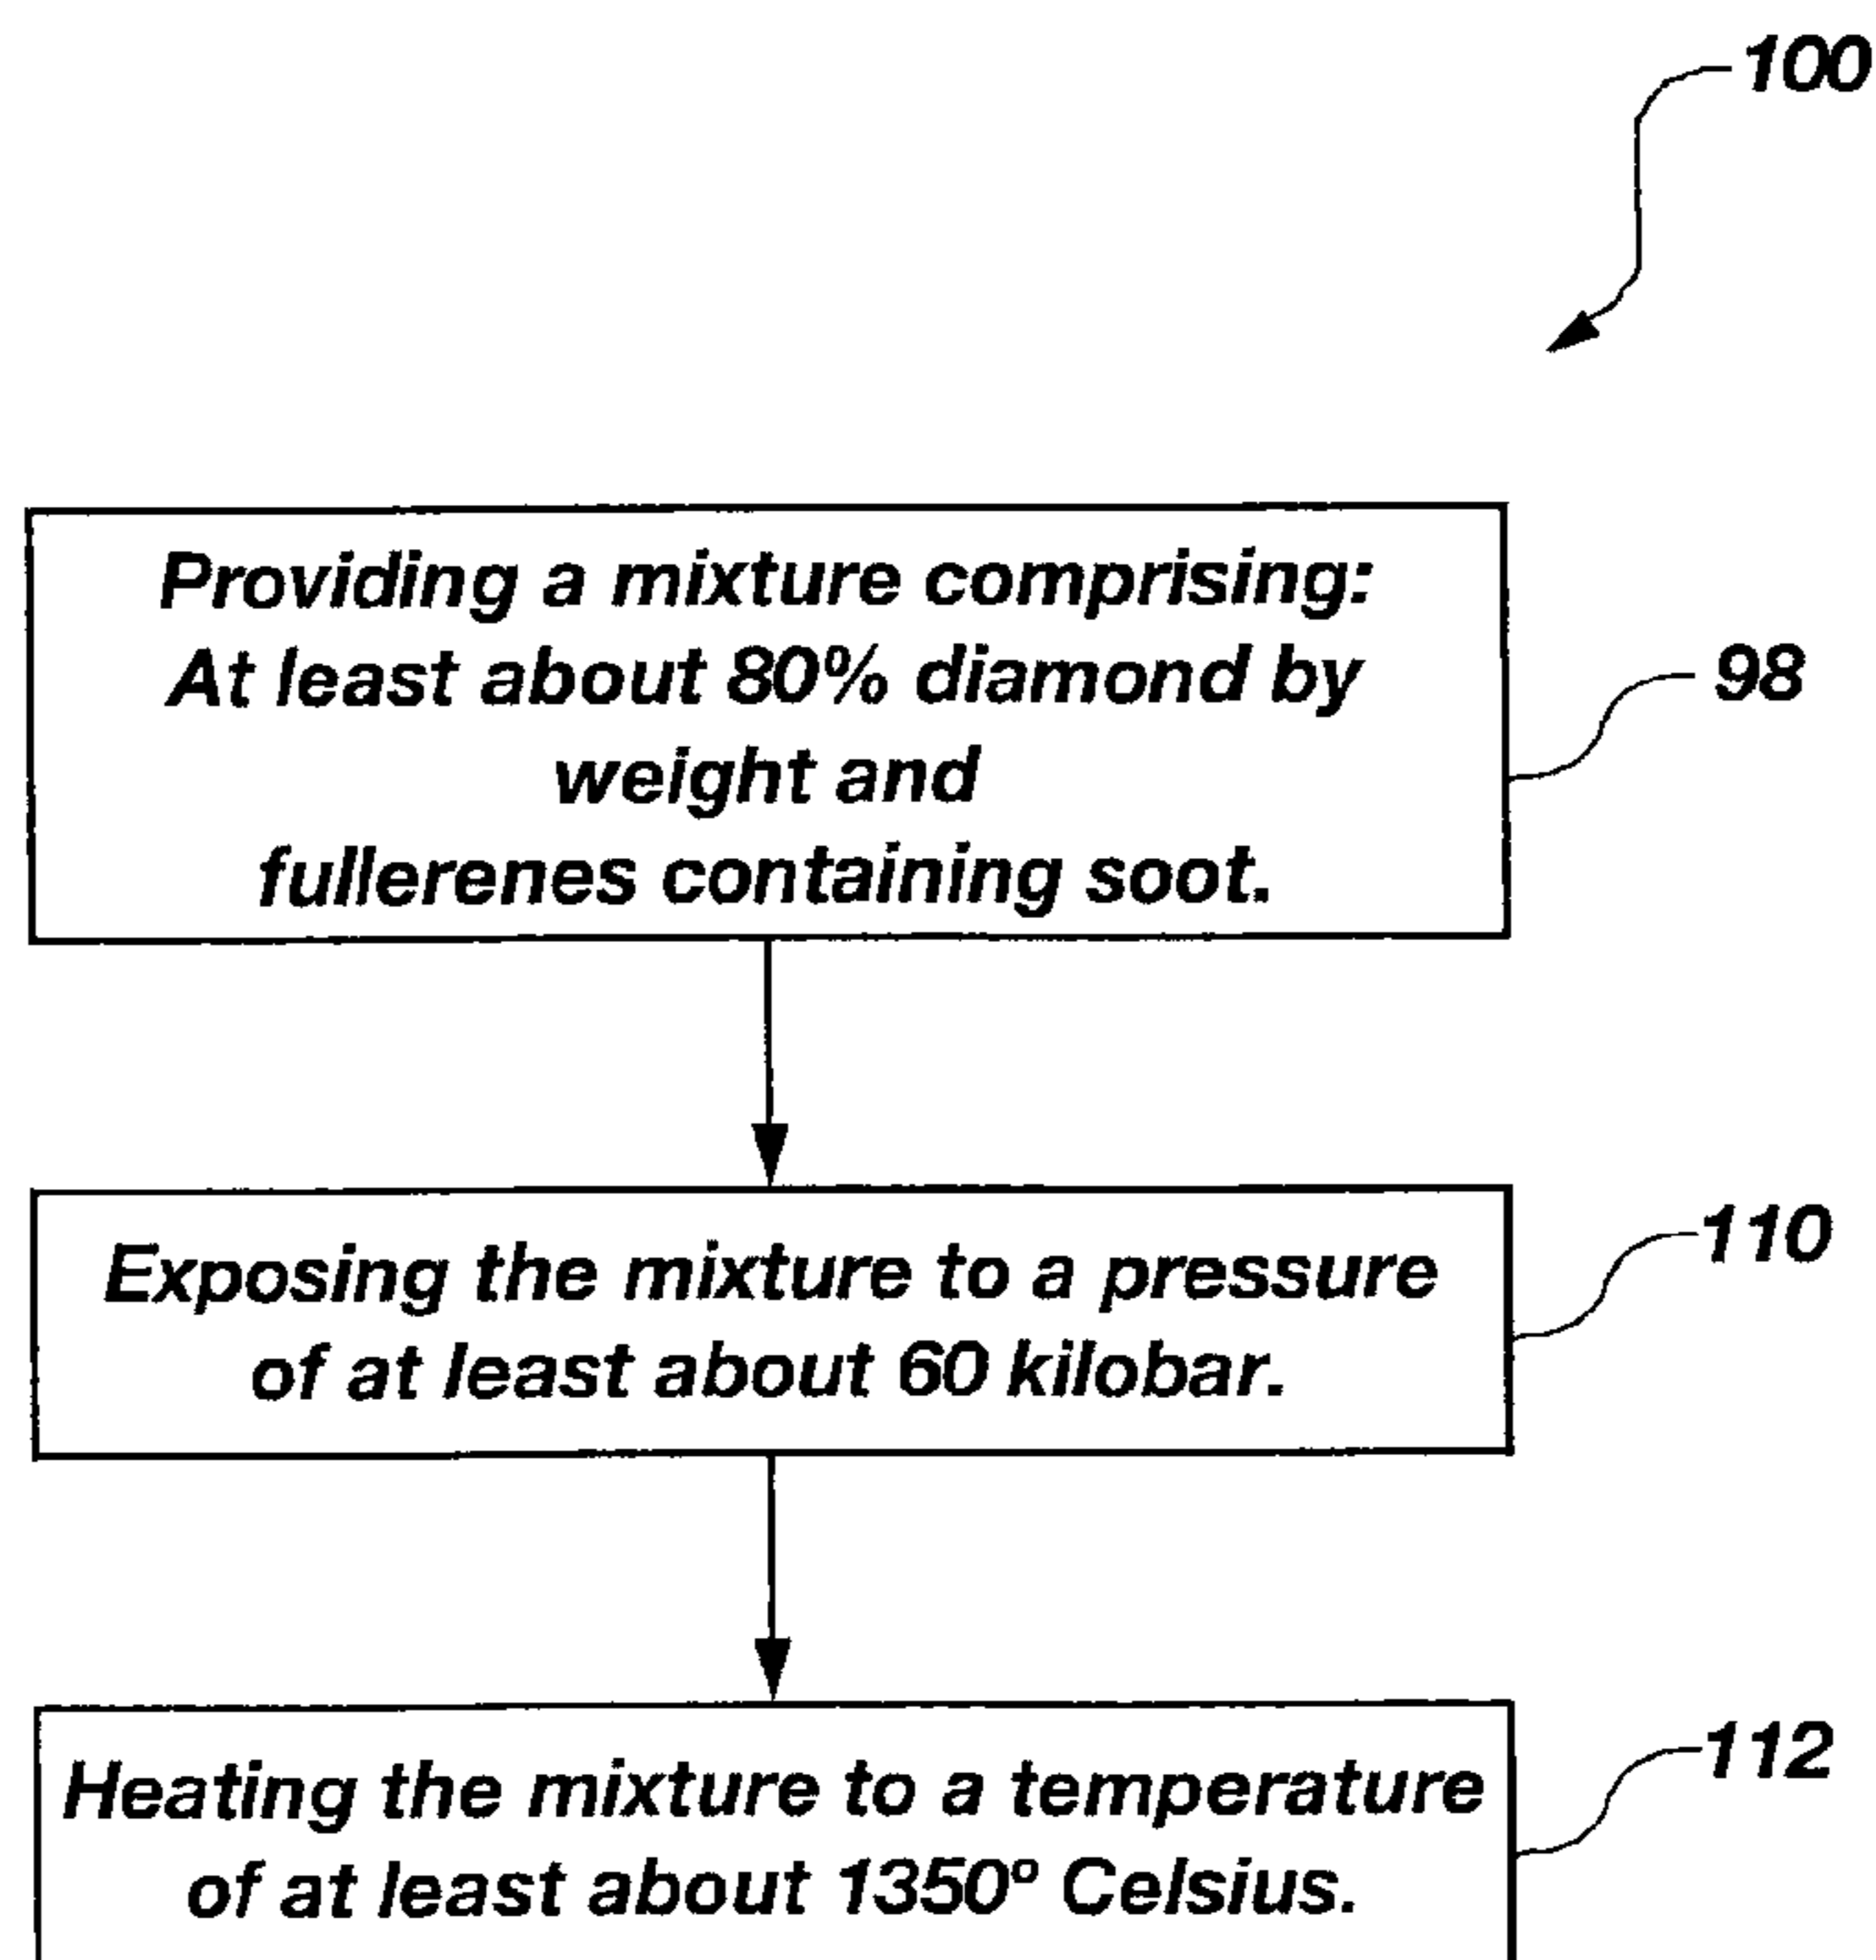 100
Providing a mixture comprising:
At least about 80% diamond by
weight and
fullerenes containing soot.
98
Exposing the mixture to a pressure
of at least about 60 kilobar.
110
Heating the mixture to a temperature
of at least about 1350º Celsius.
112